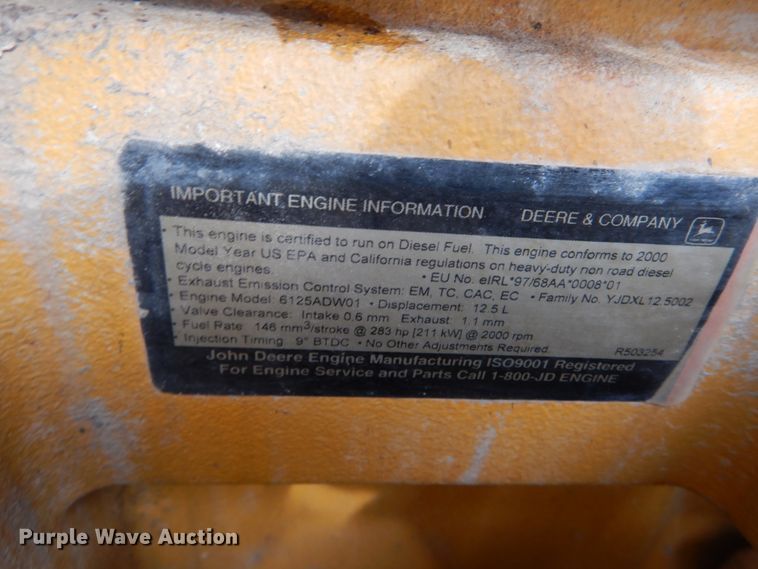 IMPORTANT ENGINE INFORMATION DEERE & COMPANY
• This engine is certified to run on Diesel Fuel. This engine conforms to 2000
Model Year US EPA and California regulations on heavy-duty non road diesel
cycle engines. • EU No. eIRL*97/68AA*0008*01
• Exhaust Emission Control System: EM, TC, CAC, EC • Family No. YJDXL12.5002
• Engine Model: 6125ADW01 • Displacement: 12.5 L
• Valve Clearance: Intake 0.6 mm Exhaust: 1.1 mm
• Fuel Rate: 146 mm³/stroke @ 283 hp [211 kW] @ 2000 rpm
• Injection Timing: 9° BTDC • No Other Adjustments Required. R503254
John Deere Engine Manufacturing ISO9001 Registered
For Engine Service and Parts Call 1-800-JD ENGINE
Purple Wave Auction